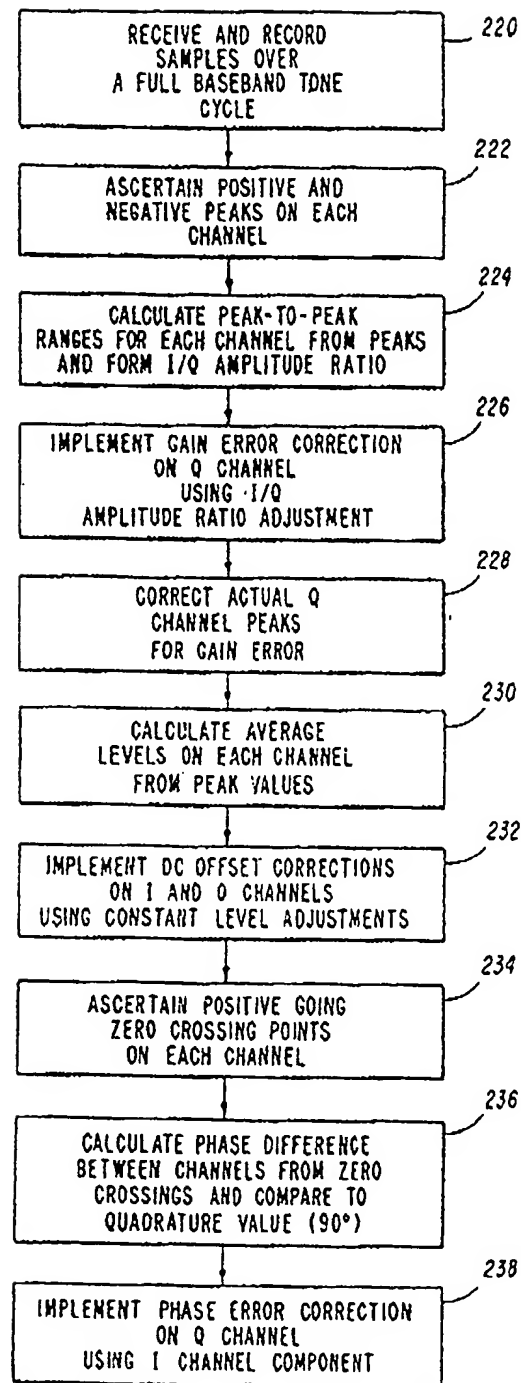 RECEIVE AND RECORD
SAMPLES OVER
A FULL BASEBAND TONE
CYCLE
220
ASCERTAIN POSITIVE AND
NEGATIVE PEAKS ON EACH
CHANNEL
222
CALCULATE PEAK-TO-PEAK
RANGES FOR EACH CHANNEL FROM PEAKS
AND FORM I/Q AMPLITUDE RATIO
224
IMPLEMENT GAIN ERROR CORRECTION
ON Q CHANNEL
USING I/Q
AMPLITUDE RATIO ADJUSTMENT
226
CORRECT ACTUAL Q
CHANNEL PEAKS
FOR GAIN ERROR
228
CALCULATE AVERAGE
LEVELS ON EACH CHANNEL
FROM PEAK VALUES
230
IMPLEMENT DC OFFSET CORRECTIONS
ON I AND Q CHANNELS
USING CONSTANT LEVEL ADJUSTMENTS
232
ASCERTAIN POSITIVE GOING
ZERO CROSSING POINTS
ON EACH CHANNEL
234
CALCULATE PHASE DIFFERENCE
BETWEEN CHANNELS FROM ZERO
CROSSINGS AND COMPARE TO
QUADRATURE VALUE (90°)
236
IMPLEMENT PHASE ERROR CORRECTION
ON Q CHANNEL
USING I CHANNEL COMPONENT
238